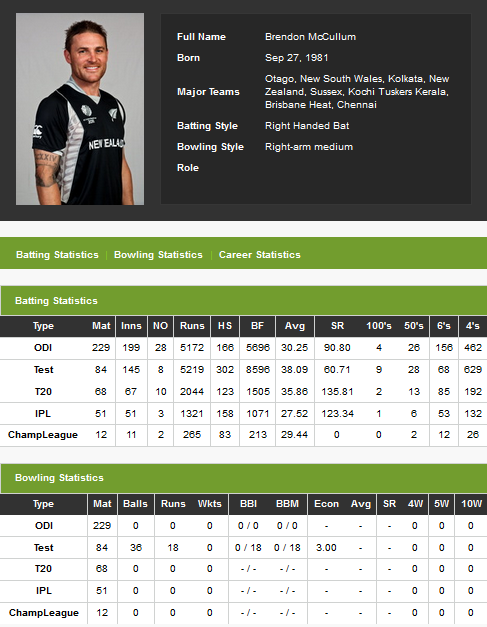 Full Name Brendon McCullum
Born Sep 27, 1981
Major Teams Otago, New South Wales, Kolkata, New
Zealand, Sussex, Kochi Tuskers Kerala,
Brisbane Heat, Chennai
Batting Style Right Handed Bat
Bowling Style Right-arm medium
Role
NEW ZEALAND
Batting Statistics | Bowling Statistics | Career Statistics
Batting Statistics
Type Mat Inns NO Runs HS BF Avg SR 100's 50's 6's 4's
ODI 229 199 28 5172 166 5696 30.25 90.80 4 26 156 462
Test 84 145 8 5219 302 8596 38.09 60.71 9 28 68 629
T20 68 67 10 2044 123 1505 35.86 135.81 2 13 85 192
IPL 51 51 3 1321 158 1071 27.52 123.34 1 6 53 132
ChampLeague 12 11 2 265 83 213 29.44 0 0 2 12 26
Bowling Statistics
Type Mat Balls Runs Wkts BBI BBM Econ Avg SR 4W 5W 10W
ODI 229 0 0 0 0 / 0 0 / 0 - - - 0 0 0
Test 84 36 18 0 0 / 18 0 / 18 3.00 - - 0 0 0
T20 68 0 0 0 - / - - / - - - - 0 0 0
IPL 51 0 0 0 - / - - / - - - - 0 0 0
ChampLeague 12 0 0 0 - / - - / - - - - 0 0 0